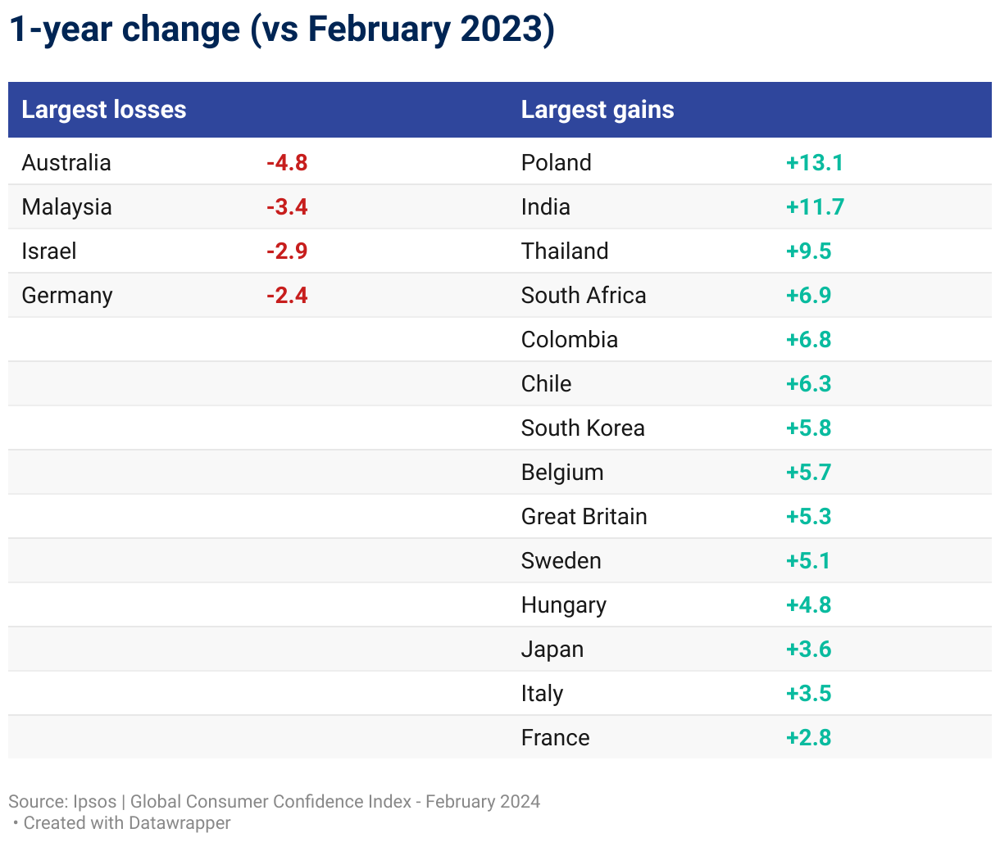 1-year change (vs February 2023)
Largest losses Largest gains
Australia -4.8 Poland +13.1
Malaysia -3.4 India +11.7
Israel -2.9 Thailand +9.5
Germany -2.4 South Africa +6.9
Colombia +6.8
Chile +6.3
South Korea +5.8
Belgium +5.7
Great Britain +5.3
Sweden +5.1
Hungary +4.8
Japan +3.6
Italy +3.5
France +2.8
Source: Ipsos | Global Consumer Confidence Index - February 2024
• Created with Datawrapper